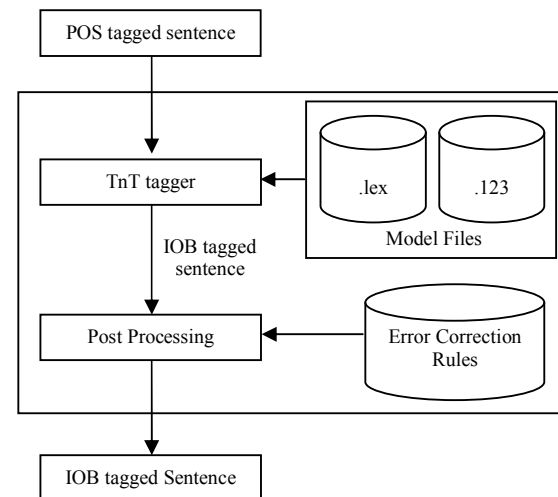 POS tagged sentence
TnT tagger
.lex
.123
Model Files
IOB tagged
sentence
Post Processing
Error Correction
Rules
IOB tagged Sentence